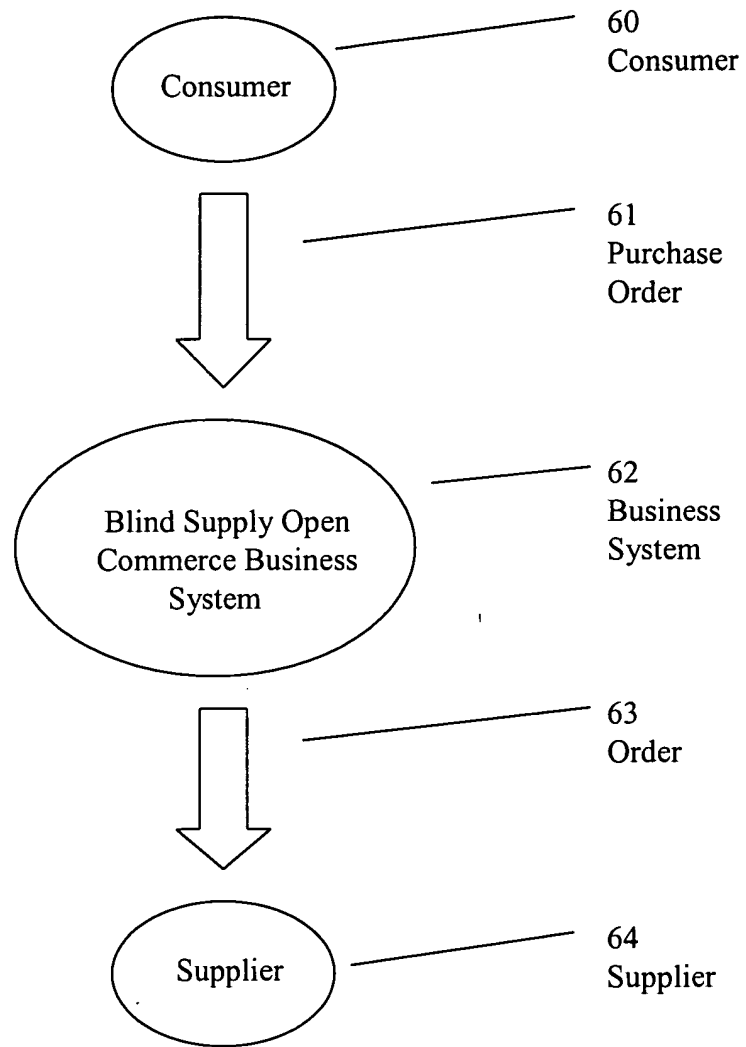 60
Consumer
Consumer
61
Purchase
Order
62
Business
System
Blind Supply Open
Commerce Business
System
63
Order
64
Supplier
Supplier